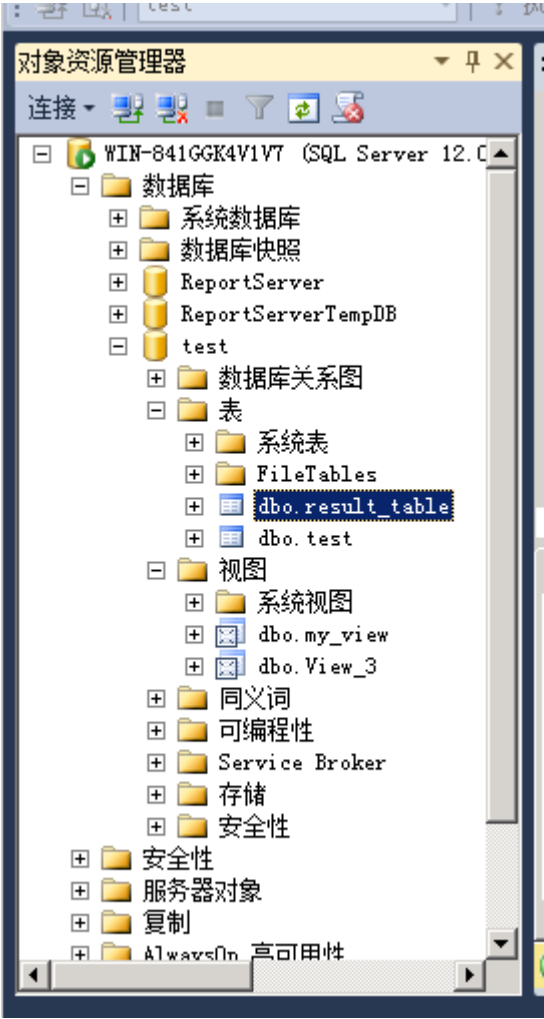 test
对象资源管理器
连接
WIN-841GGK4V1V7 (SQL Server 12.0
数据库
系统数据库
数据库快照
ReportServer
ReportServerTempDB
test
数据库关系图
表
系统表
FileTables
dbo.result_table
dbo.test
视图
系统视图
dbo.my_view
dbo.View_3
同义词
可编程性
Service Broker
存储
安全性
安全性
服务器对象
复制
AlwaysOn 高可用性